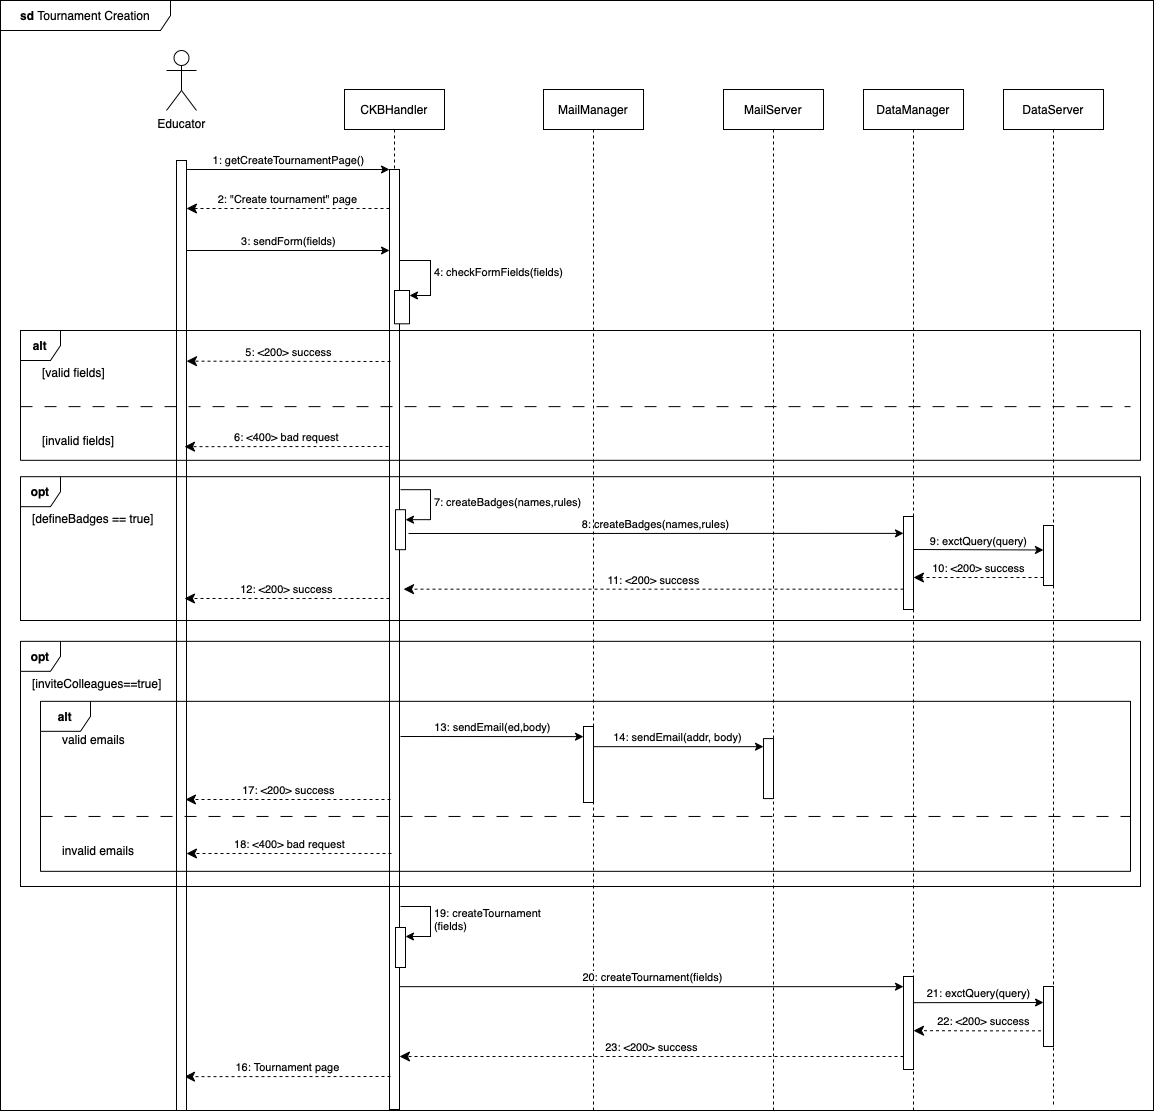 sd Tournament Creation
Educator
CKBHandler
MailManager
MailServer
DataManager
DataServer
1: getCreateTournamentPage()
2: "Create tournament" page
3: sendForm(fields)
4: checkFormFields(fields)
alt
5: <200> success
[valid fields]
6: <400> bad request
[invalid fields]
opt
[defineBadges == true]
7: createBadges(names,rules)
8: createBadges(names,rules)
9: exctQuery(query)
10: <200> success
11: <200> success
12: <200> success
opt
[inviteColleagues==true]
alt
valid emails
13: sendEmail(ed,body)
14: sendEmail(addr, body)
17: <200> success
18: <400> bad request
invalid emails
19: createTournament
(fields)
20: createTournament(fields)
21: exctQuery(query)
22: <200> success
23: <200> success
16: Tournament page